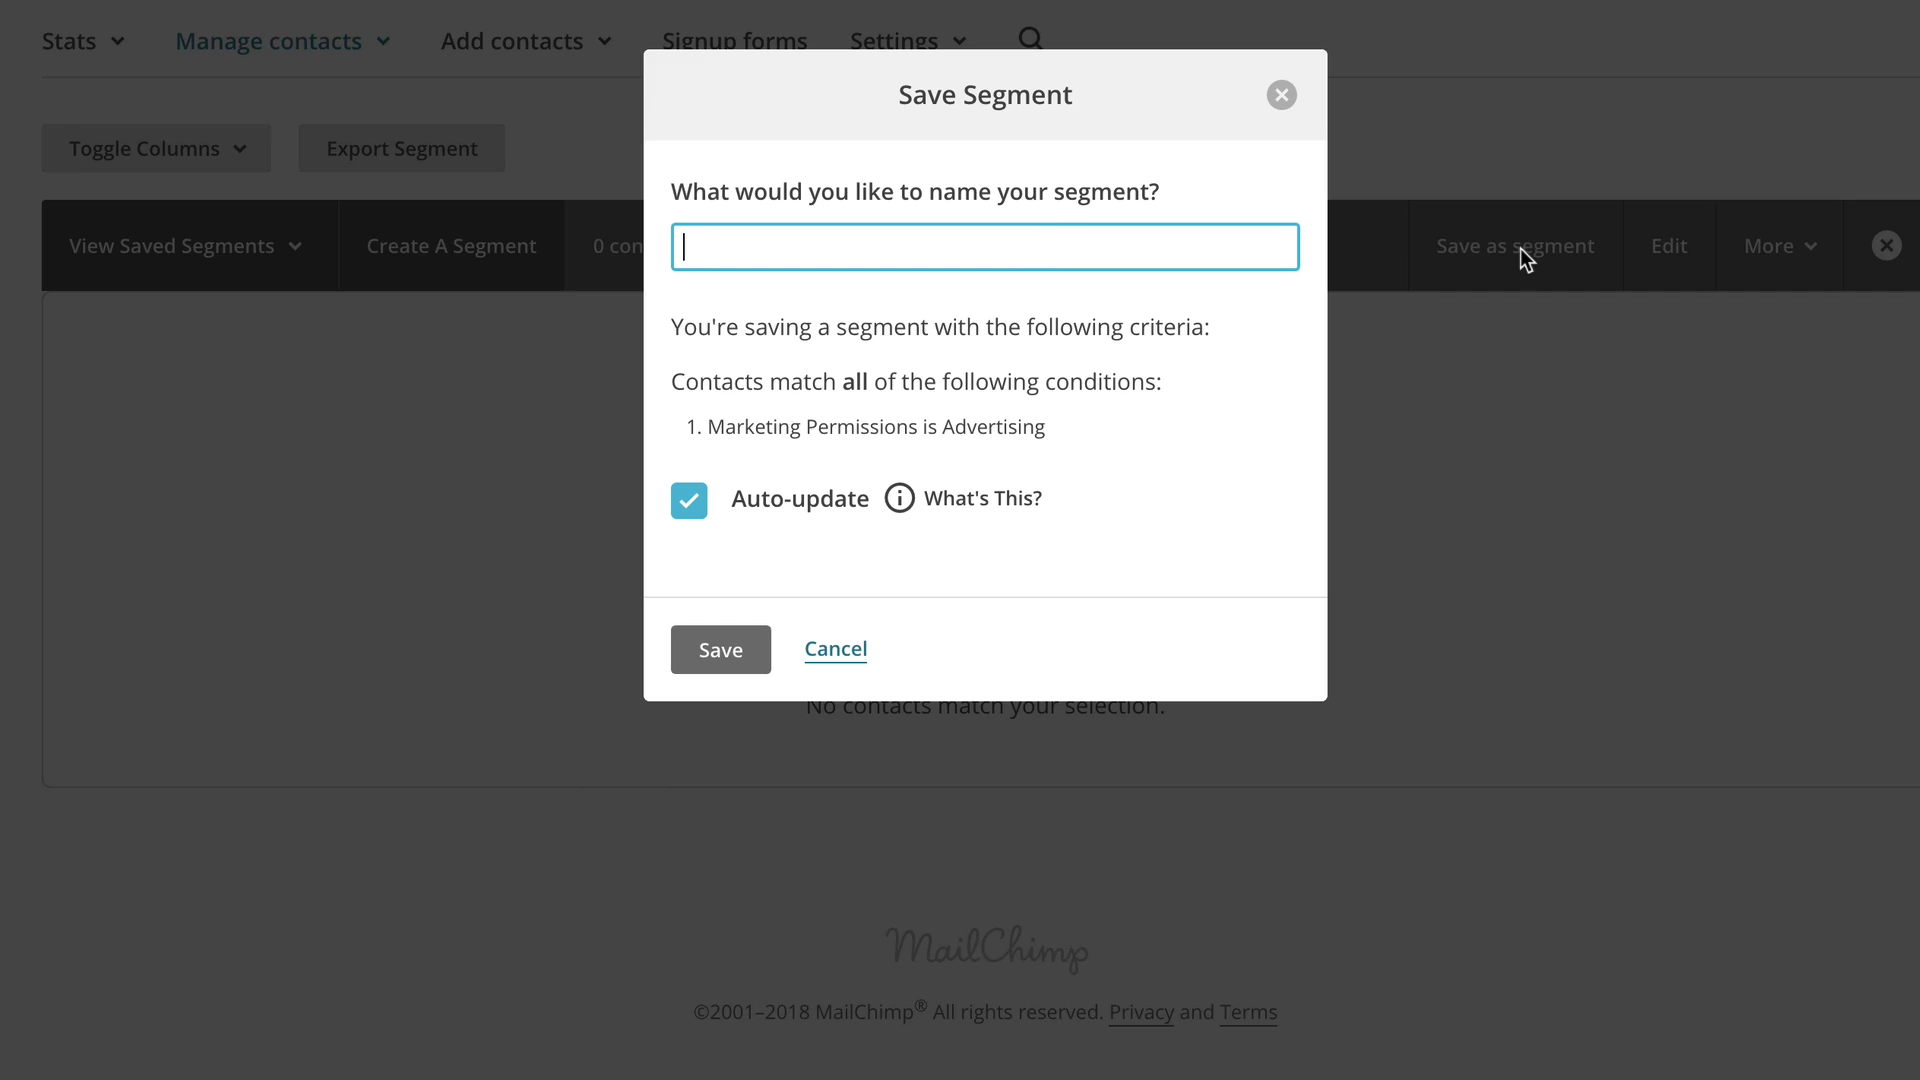 Stats Manage contacts Add contacts Signup forms Settings
Toggle Columns Export Segment
View Saved Segments Create A Segment 0 con Save as segment Edit More
Save Segment
What would you like to name your segment?
You're saving a segment with the following criteria:
Contacts match all of the following conditions:
1. Marketing Permissions is Advertising
Auto-update i What's This?
Save Cancel
No contacts match your selection.
MailChimp
©2001–2018 MailChimp® All rights reserved. Privacy and Terms